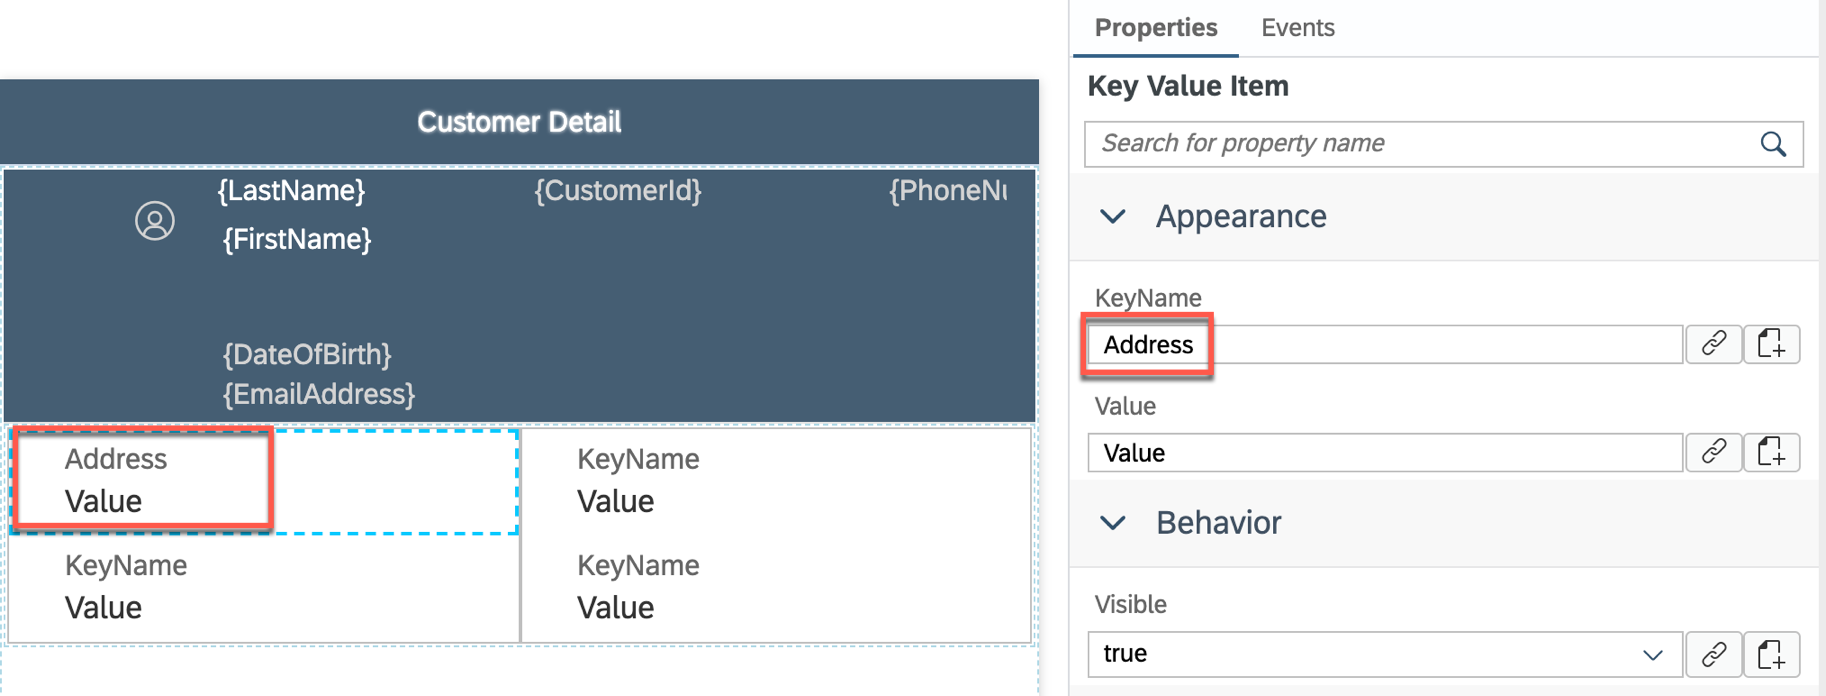 Customer Detail
{LastName}
{CustomerId}
{PhoneNu
{FirstName}
{DateOfBirth}
{EmailAddress}
Address
Value
KeyName
Value
KeyName
Value
KeyName
Value
Properties
Events
Key Value Item
Search for property name
Appearance
KeyName
Address
Value
Value
Behavior
Visible
true